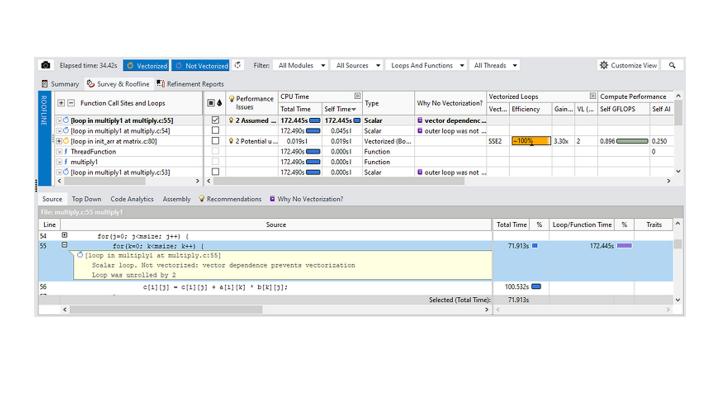 Elapsed time: 34.42s Vectorized Not Vectorized Filter: All Modules All Sources Loops And Functions All Threads Customize View
Summary Survey & Roofline Refinement Reports
ROOFLINE
Function Call Sites and Loops Performance Issues CPU Time Type Why No Vectorization? Vectorized Loops Compute Performance
Total Time Self Time Vect... Efficiency Gain... VL (... Self GFLOPS Self AI
[loop in multiply1 at multiply.c:55] 2 Assumed ... 172.445s 172.445s Scalar vector dependenc...
[loop in multiply1 at multiply.c:54] 172.490s 0.045s Scalar outer loop was not ...
[loop in init_arr at matrix.c:80] 2 Potential u... 0.019s 0.019s Vectorized (Bo... SSE2 ~100% 3.30x 2 0.896 0.250
ThreadFunction 172.490s 0.000s Function 0
multiply1 172.490s 0.000s Function
[loop in multiply1 at multiply.c:53] 172.490s 0.000s Scalar outer loop was not ...
Source Top Down Code Analytics Assembly Recommendations Why No Vectorization?
File: multiply.c:55 multiply1
Line Source Total Time % Loop/Function Time % Traits
54 for(j=0; j<msize; j++) {
55 for(k=0; k<msize; k++) { 71.913s 172.445s
[loop in multiply1 at multiply.c:55]
Scalar loop. Not vectorized: vector dependence prevents vectorization
Loop was unrolled by 2
56 c[i][j] = c[i][j] + a[i][k] * b[k][j]; 100.532s
Selected (Total Time): 71.913s